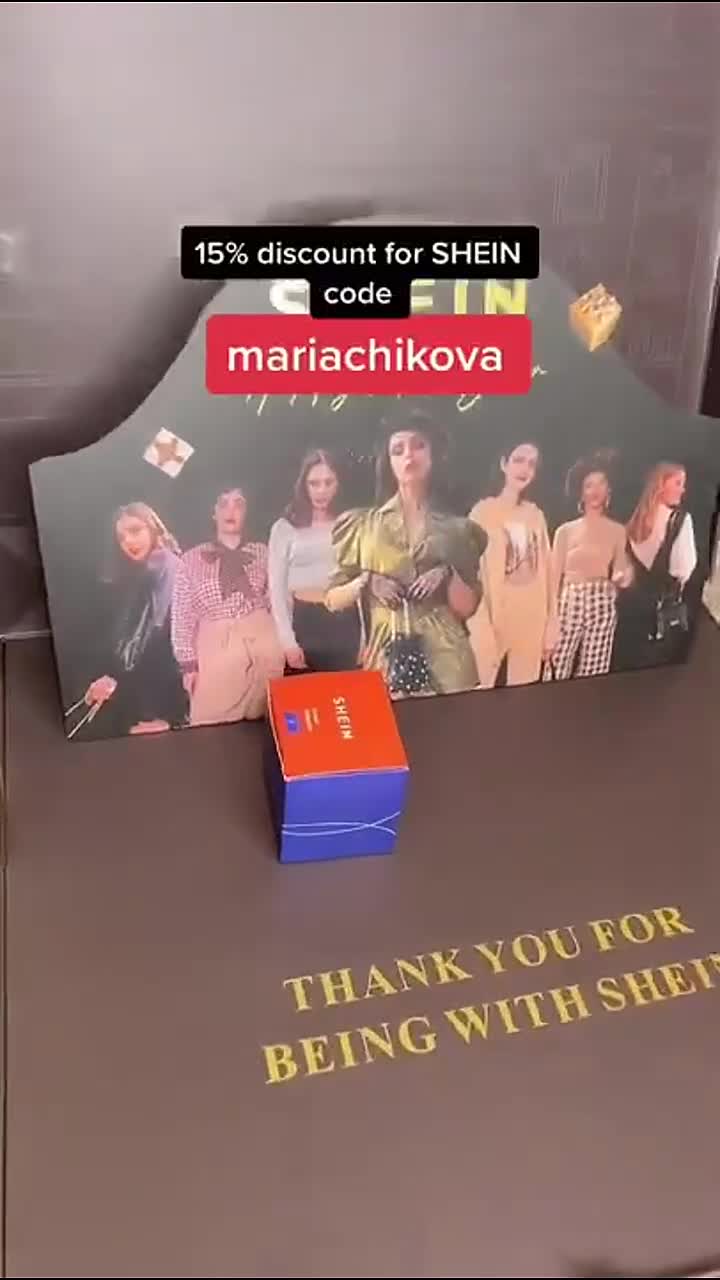 15% discount for SHEIN
code
mariachikova
SHEIN
THANK YOU FOR
BEING WITH SHEIN